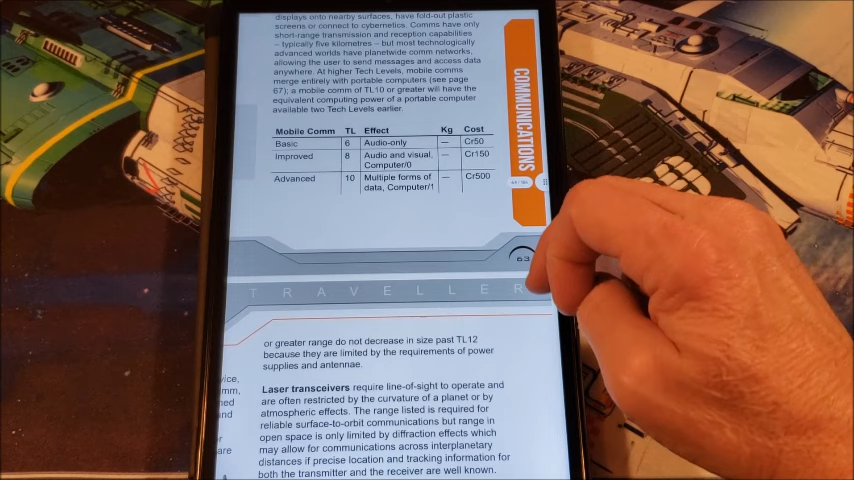 displays onto nearby surfaces, have fold-out plastic
screens or connect to cybernetics. Comms have only
short-range transmission and reception capabilities
– typically five kilometres – but most technologically
advanced worlds have planetwide comm networks,
allowing the user to send messages and access data
anywhere. At higher Tech Levels, mobile comms
merge entirely with portable computers (see page
67); a mobile comm of TL10 or greater will have the
equivalent computing power of a portable computer
available two Tech Levels earlier.
Mobile Comm TL Effect Kg Cost
Basic 6 Audio-only — Cr50
Improved 8 Audio and visual, — Cr150
Computer/0
Advanced 10 Multiple forms of — Cr500
data, Computer/1
COMMUNICATIONS
63
TRAVELLER
or greater range do not decrease in size past TL12
because they are limited by the requirements of power
supplies and antennae.
Laser transceivers require line-of-sight to operate and
are often restricted by the curvature of a planet or by
atmospheric effects. The range listed is required for
reliable surface-to-orbit communications but range in
open space is only limited by diffraction effects which
may allow for communications across interplanetary
distances if precise location and tracking information for
both the transmitter and the receiver are well known.